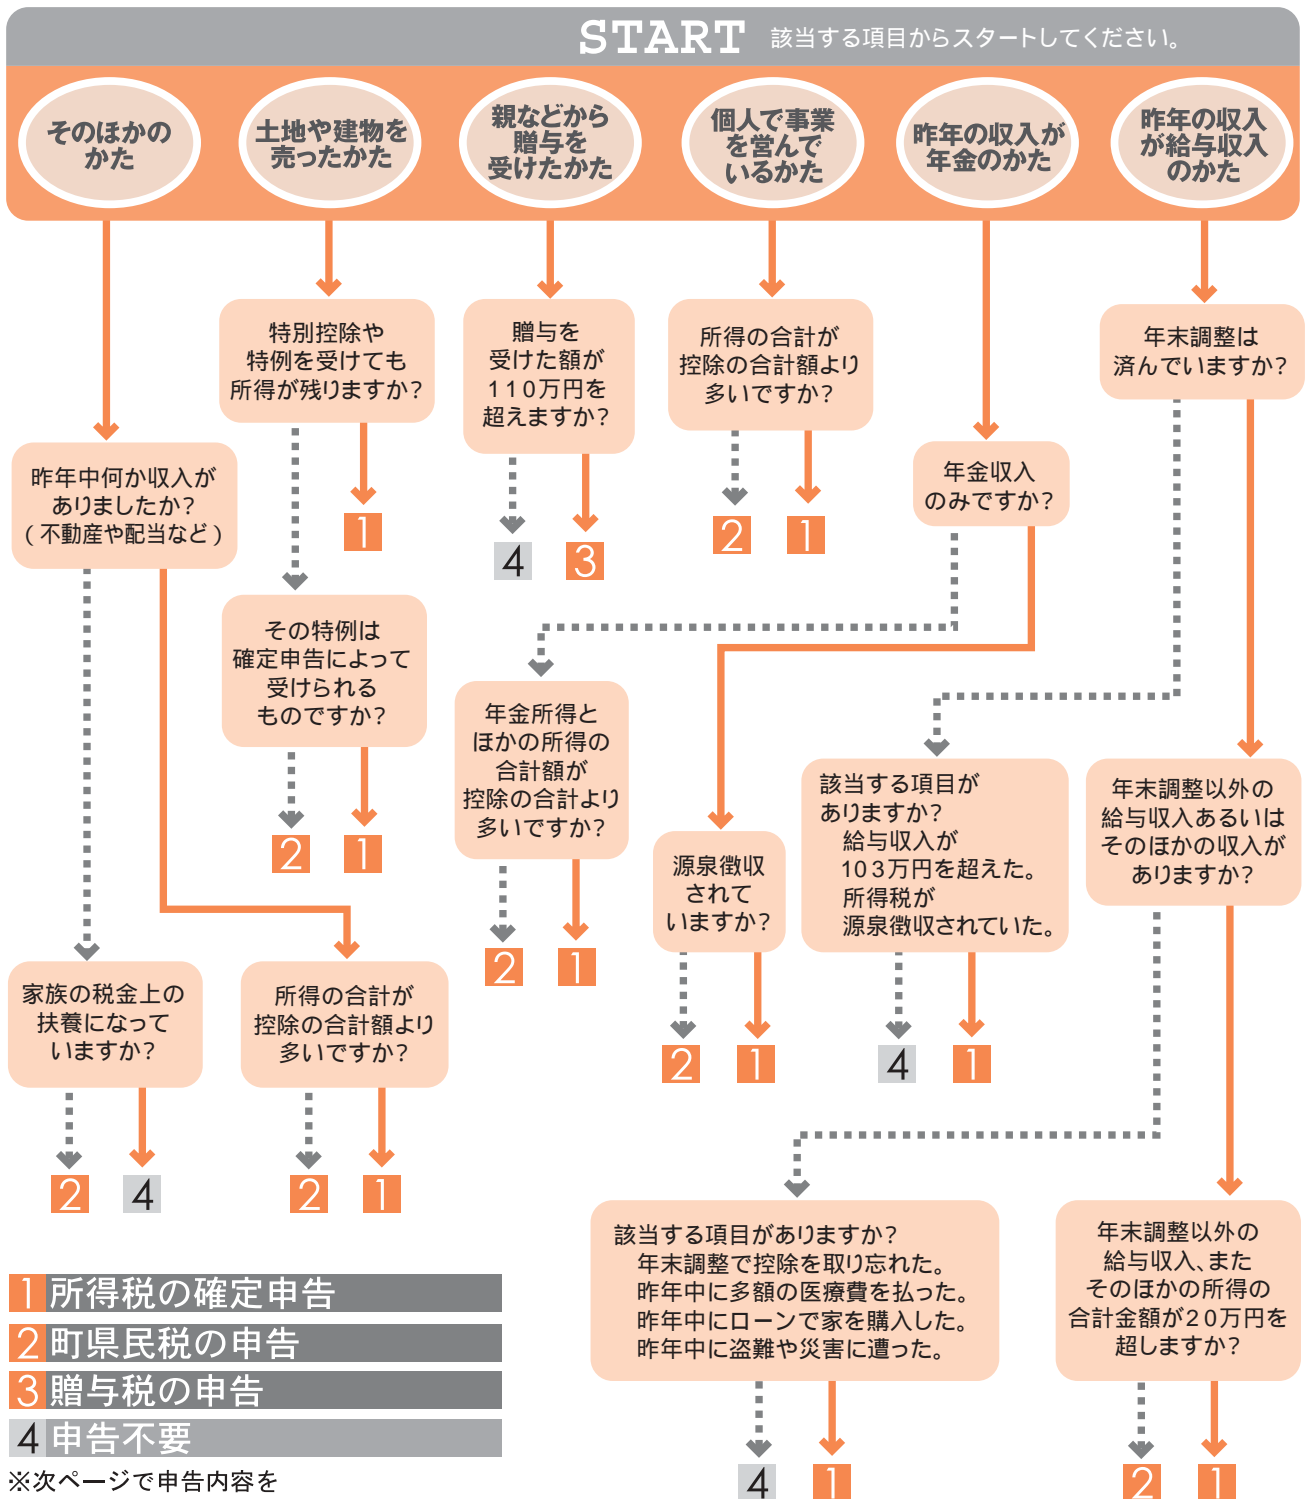 START 該当する項目からスタートしてください。
そのほかの
かた
土地や建物を
売ったかた
親などから
贈与を
受けたかた
個人で事業
を営んで
いるかた
昨年の収入が
年金のかた
昨年の収入
が給与収入
のかた
特別控除や
特例を受けても
所得が残りますか?
贈与を
受けた額が
110万円を
超えますか?
所得の合計が
控除の合計額より
多いですか?
年末調整は
済んでいますか?
昨年中何か収入が
ありましたか?
(不動産や配当など)
年金収入
のみですか?
1
4
3
2
1
その特例は
確定申告によって
受けられる
ものですか?
年金所得と
ほかの所得の
合計額が
控除の合計より
多いですか?
該当する項目が
ありますか?
給与収入が
103万円を超えた。
所得税が
源泉徴収されていた。
年末調整以外の
給与収入あるいは
そのほかの収入が
ありますか?
源泉徴収
されて
いますか?
2
1
2
1
家族の税金上の
扶養になって
いますか?
所得の合計が
控除の合計額より
多いですか?
2
1
4
1
2
4
2
1
該当する項目がありますか?
年末調整で控除を取り忘れた。
昨年中に多額の医療費を払った。
昨年中にローンで家を購入した。
昨年中に盗難や災害に遭った。
年末調整以外の
給与収入、また
そのほかの所得の
合計金額が20万円を
超しますか?
4
1
2
1
1 所得税の確定申告
2 町県民税の申告
3 贈与税の申告
4 申告不要
※次ページで申告内容を